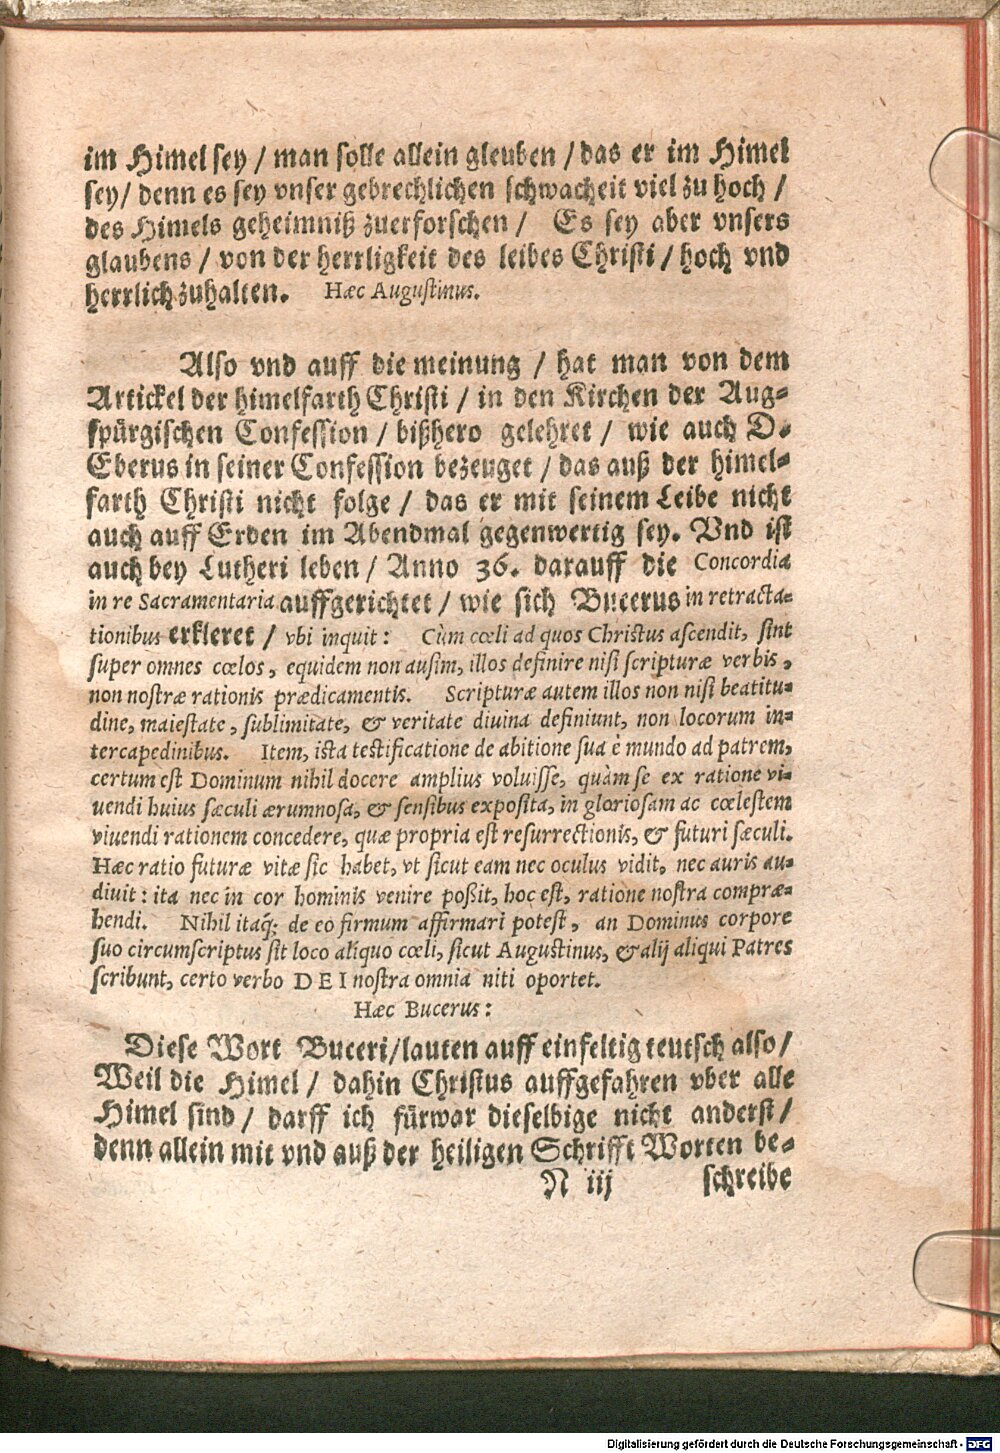 im Himel sey / man solle allein gleuben / das er im Himel
sey / denn es sey vnser gebrechlichen schwacheit viel zu hoch /
des Himels geheimniß zuerforschen / Es sey aber vnsers
glaubens / von der herrligkeit des leibes Christi / hoch vnd
herrlich zuhalten. Hæc Augustinus.
Also vnd auff die meinung / hat man von dem
Artickel der himelfarth Christi / in den Kirchen der Aug-
spürgischen Confession / bißhero gelehret / wie auch D.
Eberus in seiner Confession bezeuget / das auß der himel-
farth Christi nicht folge / das er mit seinem Leibe nicht
auch auff Erden im Abendmal gegenwertig sey. Vnd ist
auch bey Lutheri leben / Anno 36. darauff die Concordia
in re Sacramentaria auffgerichtet / wie sich Bucerus in retracta-
tionibus erkleret / vbi inquit: Cùm cœli ad quos Christus ascendit, sint
super omnes cœlos, equidem non ausim, illos definire nisi scripturæ verbis,
non nostræ rationis prædicamentis. Scripturæ autem illos non nisi beatitu-
dine, maiestate, sublimitate, & veritate diuina definiunt, non locorum in-
tercapedinibus. Item, ista testificatione de abitione sua è mundo ad patrem,
certum est Dominum nihil docere amplius voluisse, quàm se ex ratione vi-
uendi huius sæculi ærumnosa, & sensibus exposita, in gloriosam ac cœlestem
viuendi rationem concedere, quæ propria est resurrectionis, & futuri sæculi.
Hæc ratio futuræ vitæ sic habet, vt sicut eam nec oculus vidit, nec auris au-
diuit: ita nec in cor hominis venire poßit, hoc est, ratione nostra compræ-
hendi. Nihil itaq́; de eo firmum affirmari potest, an Dominus corpore
suo circumscriptus sit loco aliquo cœli, sicut Augustinus, & alij aliqui Patres
scribunt, certo verbo DEI nostra omnia niti oportet.
Hæc Bucerus:
Diese Wort Buceri / lauten auff einfeltig teutsch also /
Weil die Himel / dahin Christus auffgefahren vber alle
Himel sind / darff ich fürwar dieselbige nicht anderst /
denn allein mit vnd auß der heiligen Schrifft Worten be-
N iij schreibe
Digitalisierung gefördert durch die Deutsche Forschungsgemeinschaft - DFG